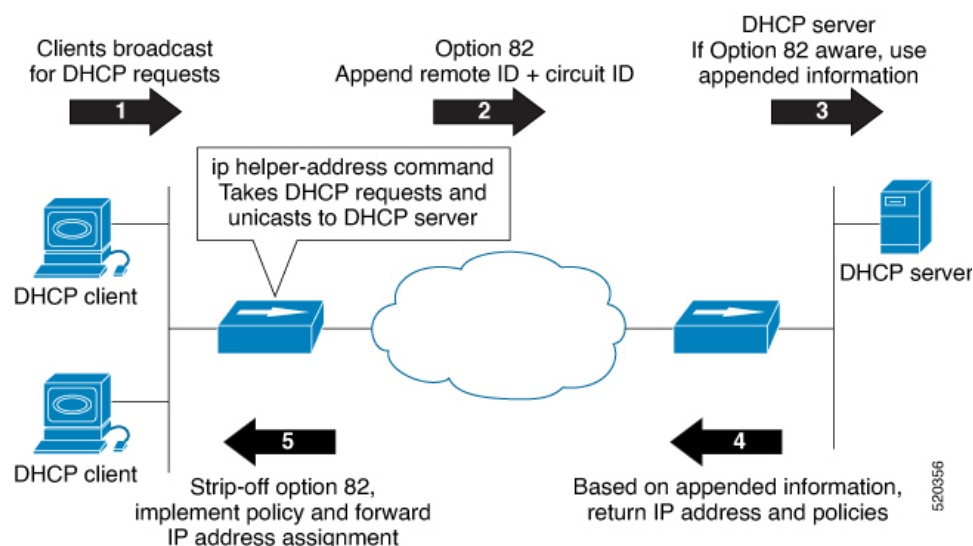 Clients broadcast
for DHCP requests
1
Option 82
Append remote ID + circuit ID
2
DHCP server
If Option 82 aware, use
appended information
3
ip helper-address command
Takes DHCP requests and
unicasts to DHCP server
DHCP client
DHCP server
DHCP client
5
Strip-off option 82,
implement policy and forward
IP address assignment
4
Based on appended information,
return IP address and policies
520356